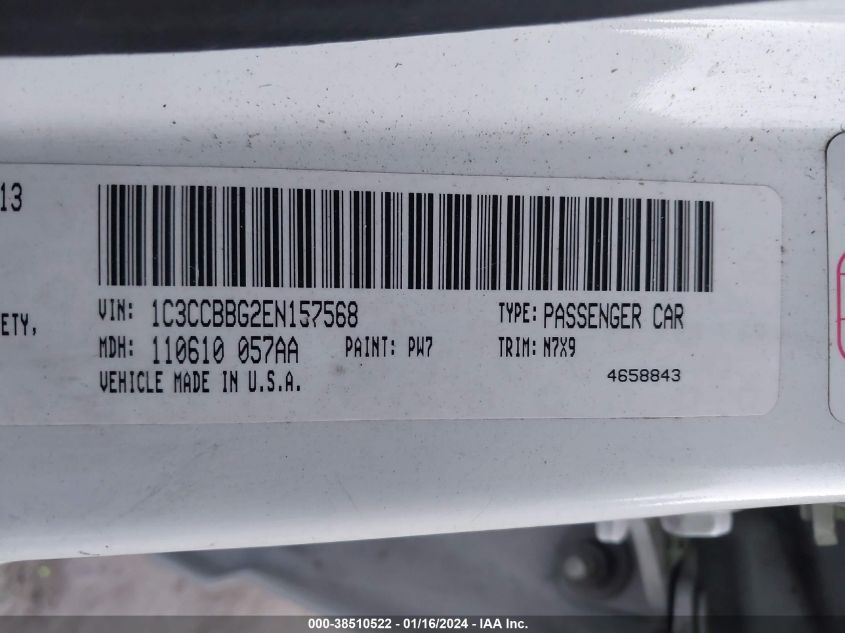 13
ETY,
VIN: 1C3CCBBG2EN157568 TYPE: PASSENGER CAR
MDH: 110610 057AA PAINT: PW7 TRIM: N7X9
VEHICLE MADE IN U.S.A. 4658843
000-38510522 - 01/16/2024 - IAA Inc.